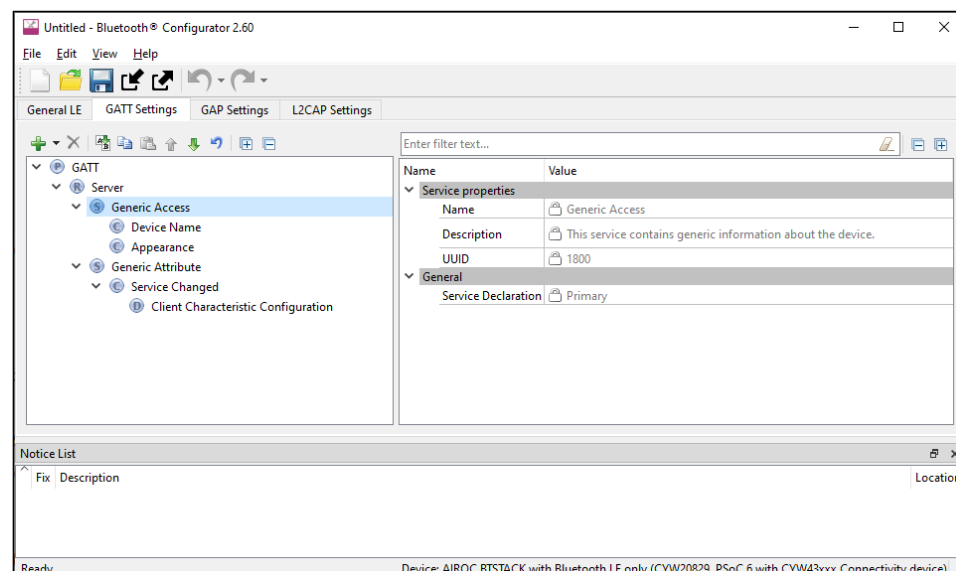 Untitled - Bluetooth® Configurator 2.60
File Edit View Help
General LE GATT Settings GAP Settings L2CAP Settings
Enter filter text...
P GATT
R Server
S Generic Access
C Device Name
C Appearance
S Generic Attribute
C Service Changed
D Client Characteristic Configuration
Name Value
Service properties
Name Generic Access
Description This service contains generic information about the device.
UUID 1800
General
Service Declaration Primary
Notice List
Fix Description Location
Ready Device: AIROC BTSTACK with Bluetooth LE only (CYW20829, PSoC 6 with CYW43xxx Connectivity device)